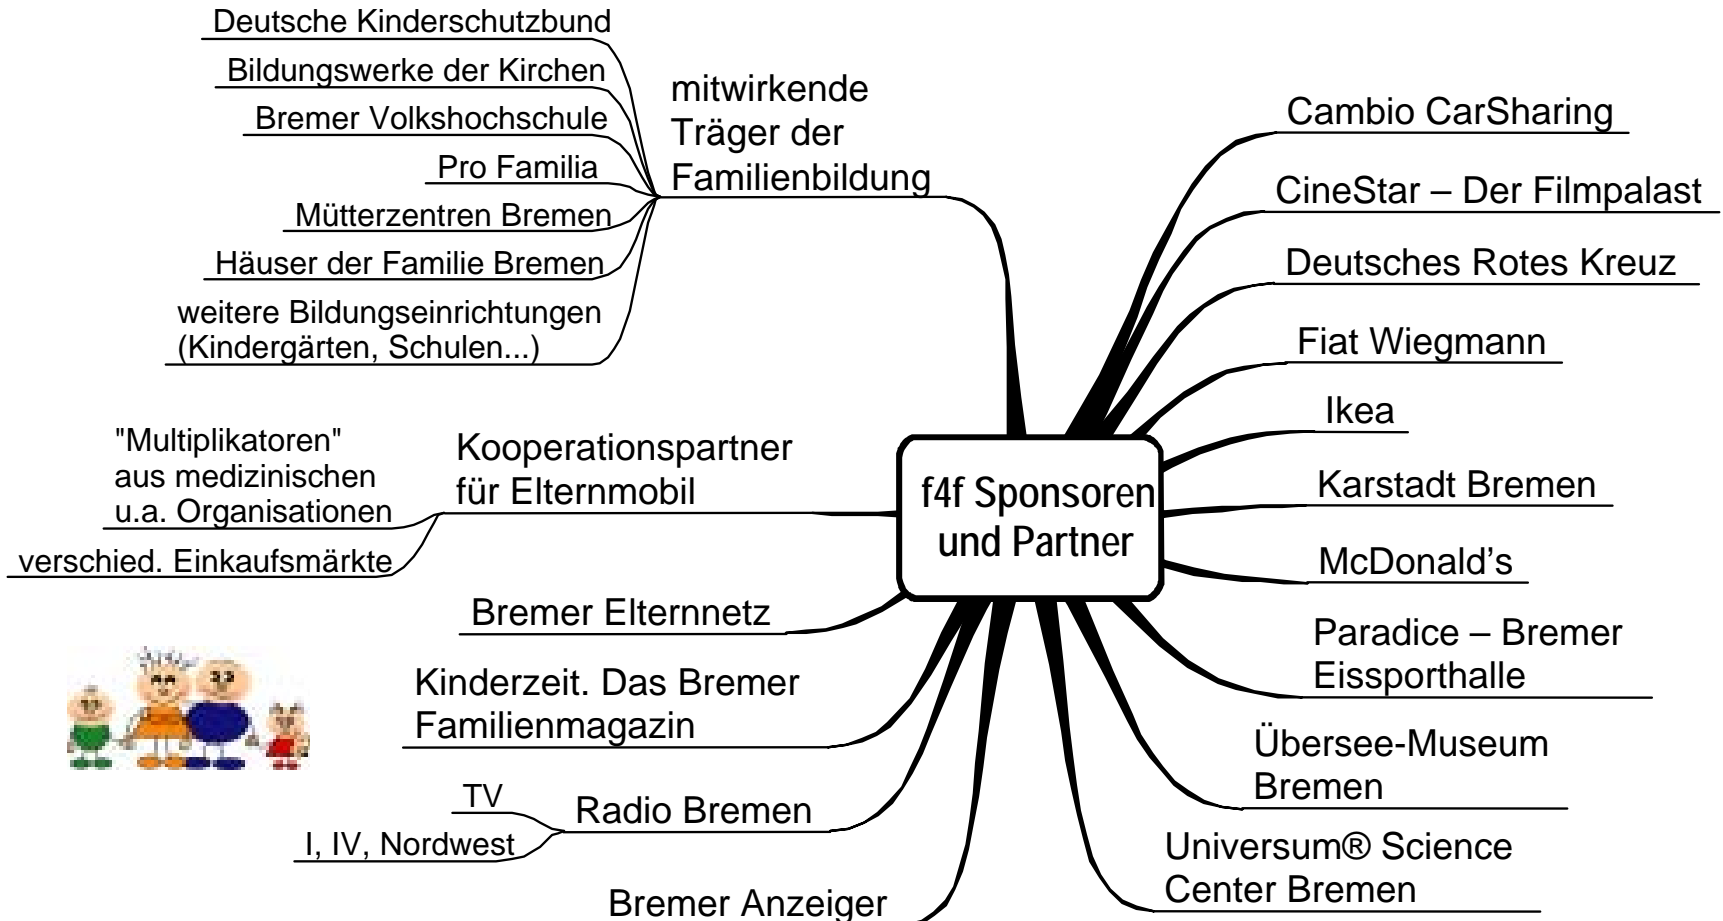 Deutsche Kinderschutzbund
Bildungswerke der Kirchen
Bremer Volkshochschule
Pro Familia
Mütterzentren Bremen
Häuser der Familie Bremen
weitere Bildungseinrichtungen
(Kindergärten, Schulen...)
mitwirkende
Träger der
Familienbildung
"Multiplikatoren"
aus medizinischen
u.a. Organisationen
verschied. Einkaufsmärkte
Kooperationspartner
für Elternmobil
Bremer Elternnetz
Kinderzeit. Das Bremer
Familienmagazin
TV
I, IV, Nordwest
Radio Bremen
Bremer Anzeiger
f4f Sponsoren
und Partner
Cambio CarSharing
CineStar – Der Filmpalast
Deutsches Rotes Kreuz
Fiat Wiegmann
Ikea
Karstadt Bremen
McDonald’s
Paradice – Bremer
Eissporthalle
Übersee-Museum
Bremen
Universum® Science
Center Bremen